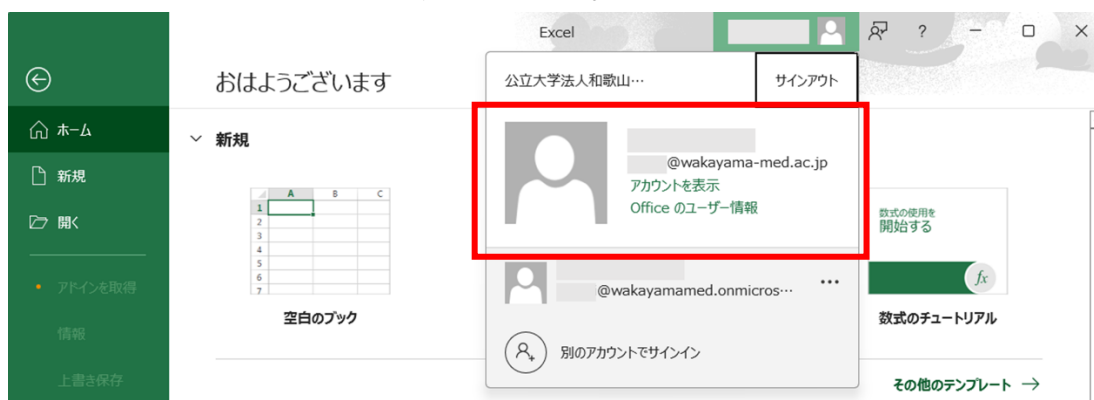 Excel
?
おはようございます
公立大学法人和歌山…
サインアウト
ホーム
新規
開く
アドインを取得
情報
上書き保存
新規
@wakayama-med.ac.jp
アカウントを表示
Office のユーザー情報
@wakayamamed.onmicros…
別のアカウントでサインイン
A B C
1
2
3
4
5
6
7
空白のブック
数式の使用を
開始する
fx
数式のチュートリアル
その他のテンプレート →